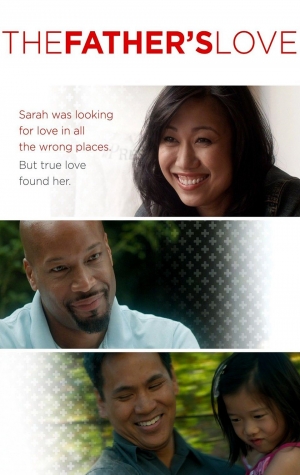 THEFATHER'SLOVE
Sarah was looking
for love in all
the wrong places.
But true love
found her.